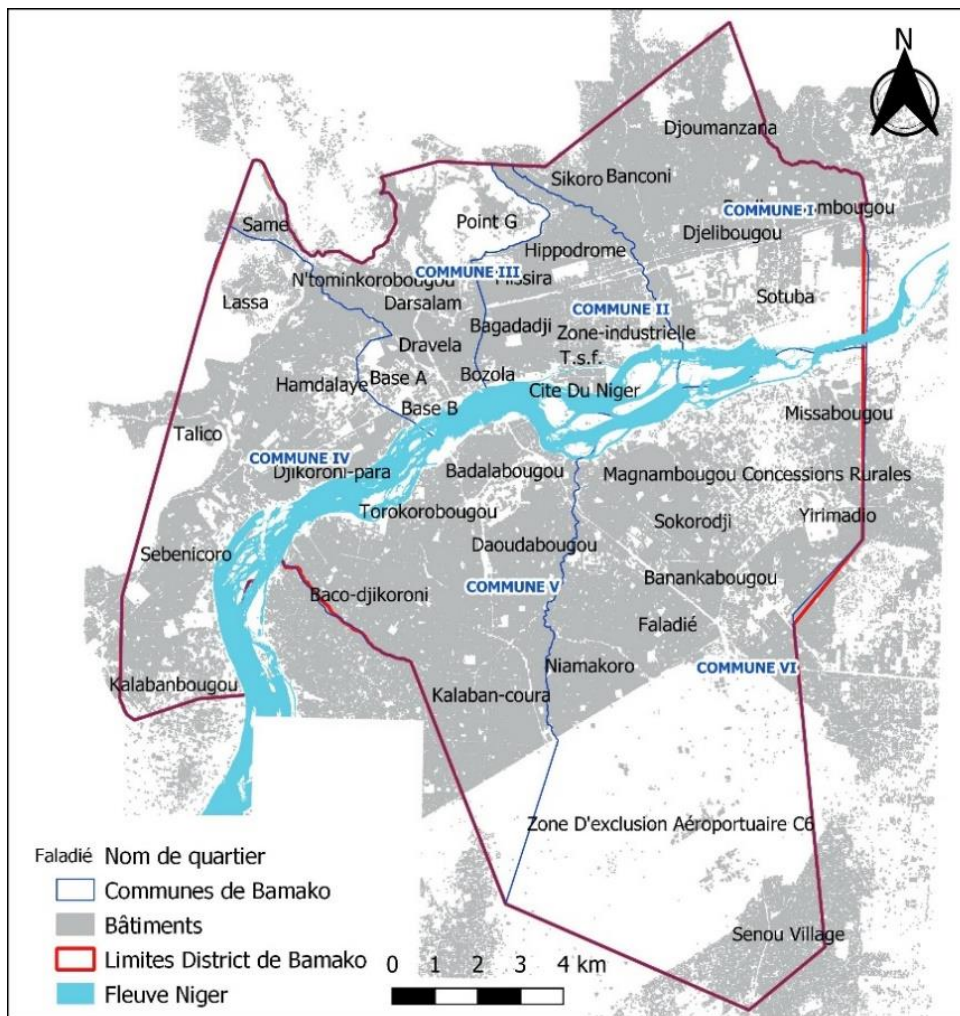 N
Djoumanzana
Sikoro
Banconi
Same
Point G
COMMUNE I
mbougou
Djelibougou
Hippodrome
COMMUNE III
N'tominkorobougou
Lassa
Darsalam
Sotuba
COMMUNE II
Bagadadji
Zone-industrielle
Dravela
T.s.f.
Bozola
Hamdalaye
Base A
Cite Du Niger
Base B
Missabougou
Talico
COMMUNE IV
Djikoroni-para
Badalabougou
Magnambougou Concessions Rurales
Torokorobougou
Sokorodji
Yirimadio
Daoudabougou
Sebenicoro
COMMUNE V
Banankabougou
Baco-djikoroni
Faladié
Niamakoro
COMMUNE VI
Kalabanbougou
Kalaban-coura
Zone D'exclusion Aéroportuaire C6
Senou Village
Faladié Nom de quartier
Communes de Bamako
Bâtiments
Limites District de Bamako
Fleuve Niger
0 1 2 3 4 km